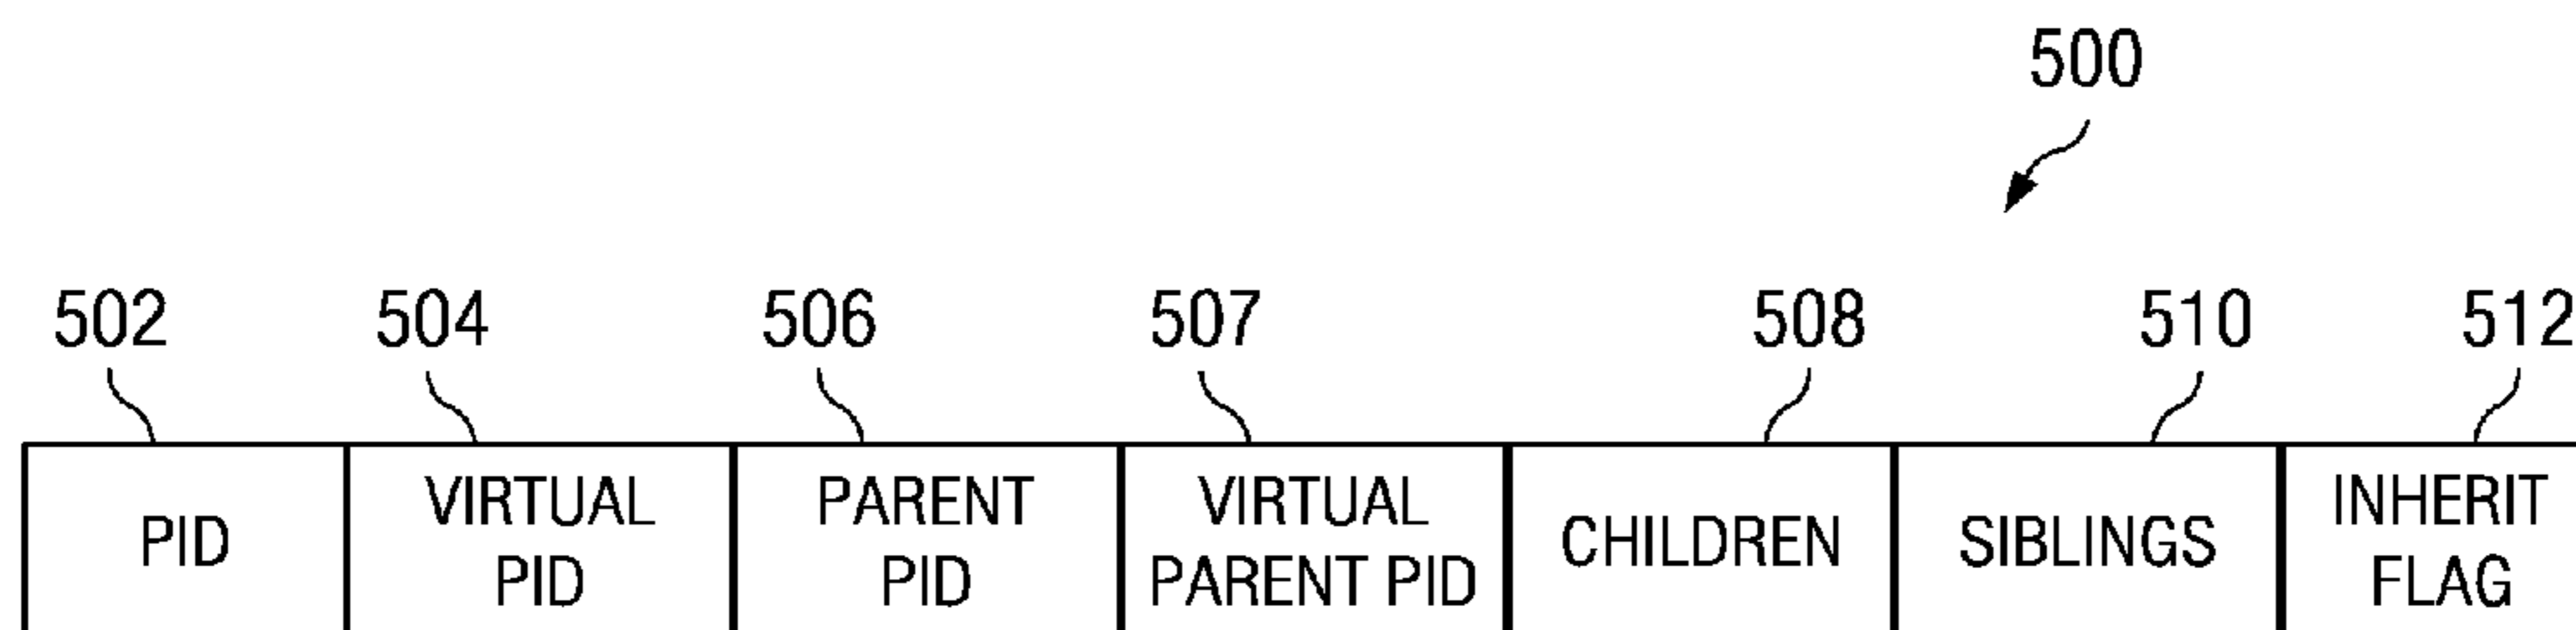 500
502 504 506 507 508 510 512
PID
VIRTUAL
PID
PARENT
PID
VIRTUAL
PARENT PID
CHILDREN
SIBLINGS
INHERIT
FLAG